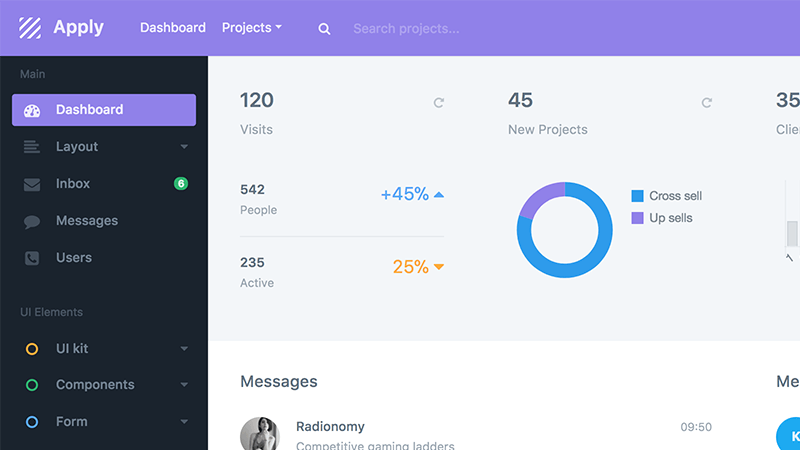 Apply
Dashboard
Projects
Search projects...
Main
Dashboard
Layout
Inbox
6
Messages
Users
UI Elements
UI kit
Components
Form
120
Visits
542
People
+45%
235
Active
25%
45
New Projects
Cross sell
Up sells
35
Messages
Radionomy
09:50
Competitive gaming ladders
K